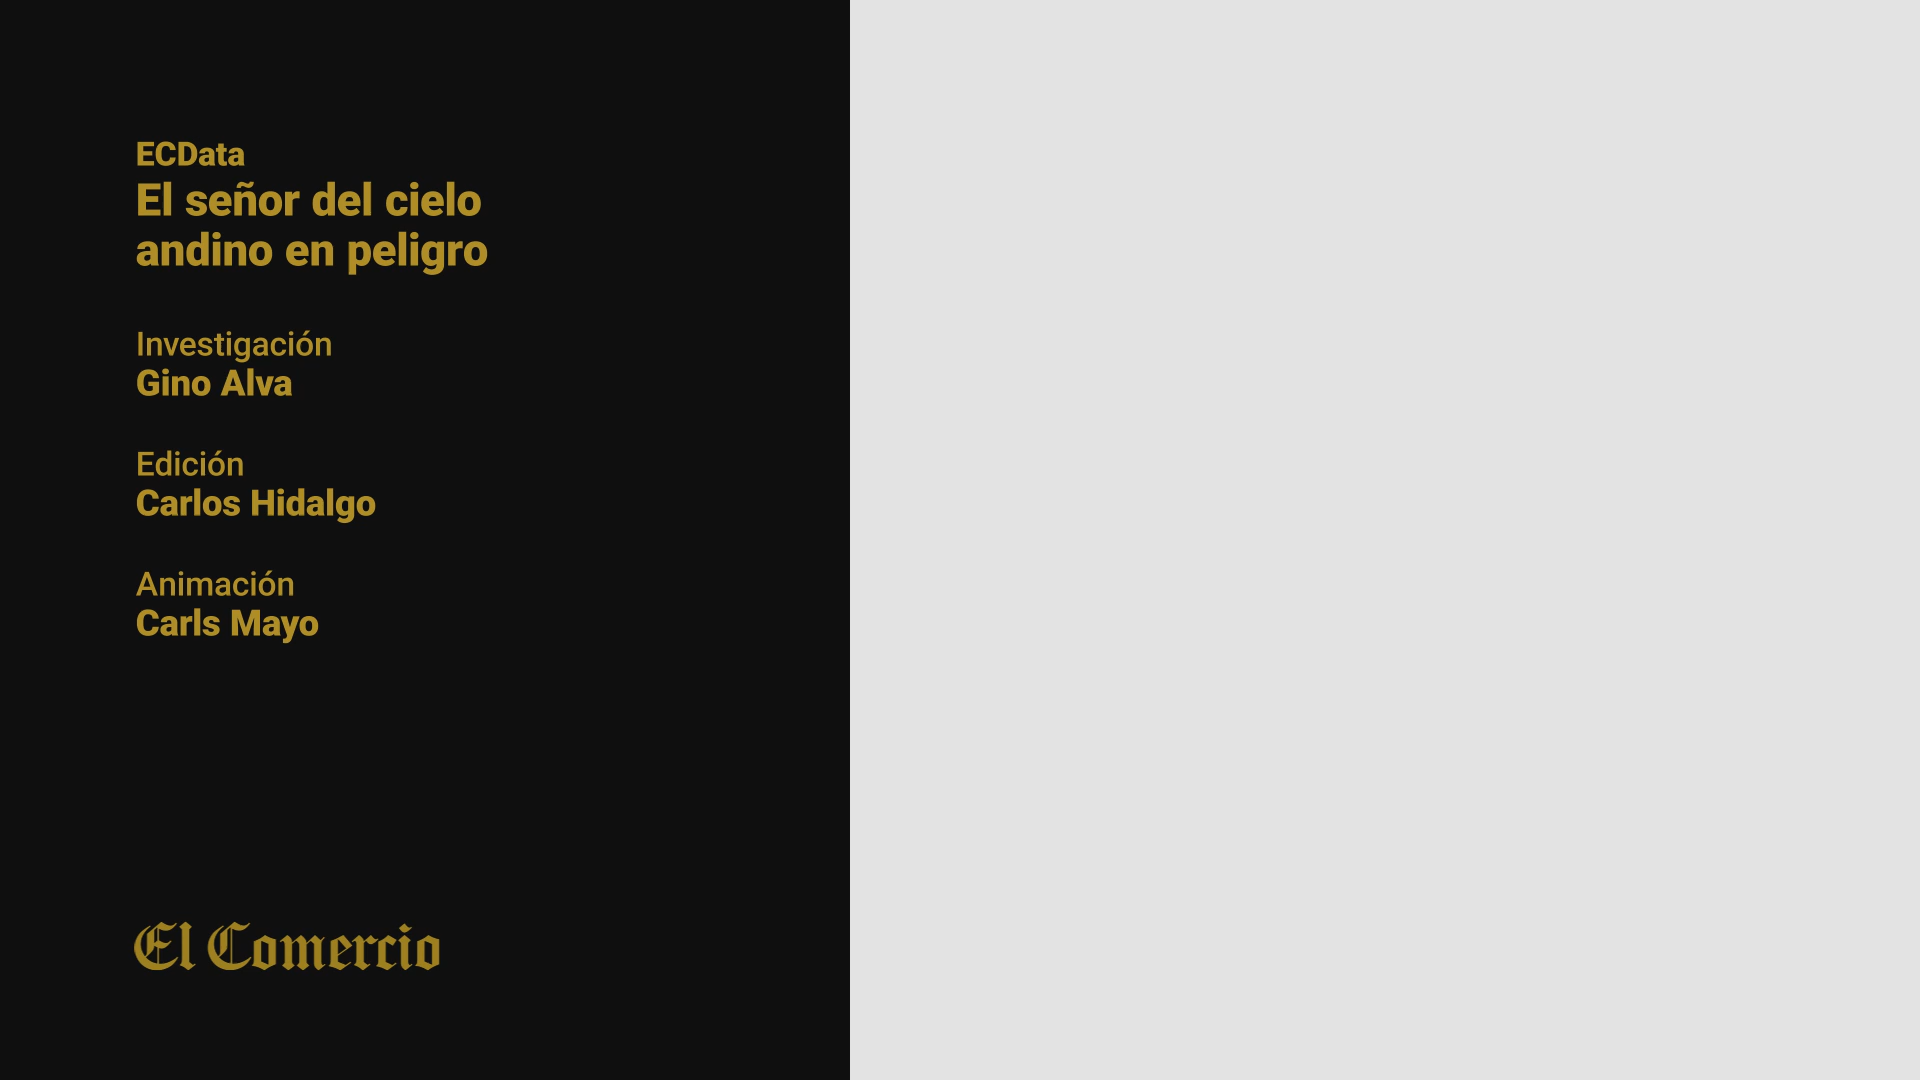 ECData
El señor del cielo
andino en peligro
Investigación
Gino Alva
Edición
Carlos Hidalgo
Animación
Carls Mayo
El Comercio